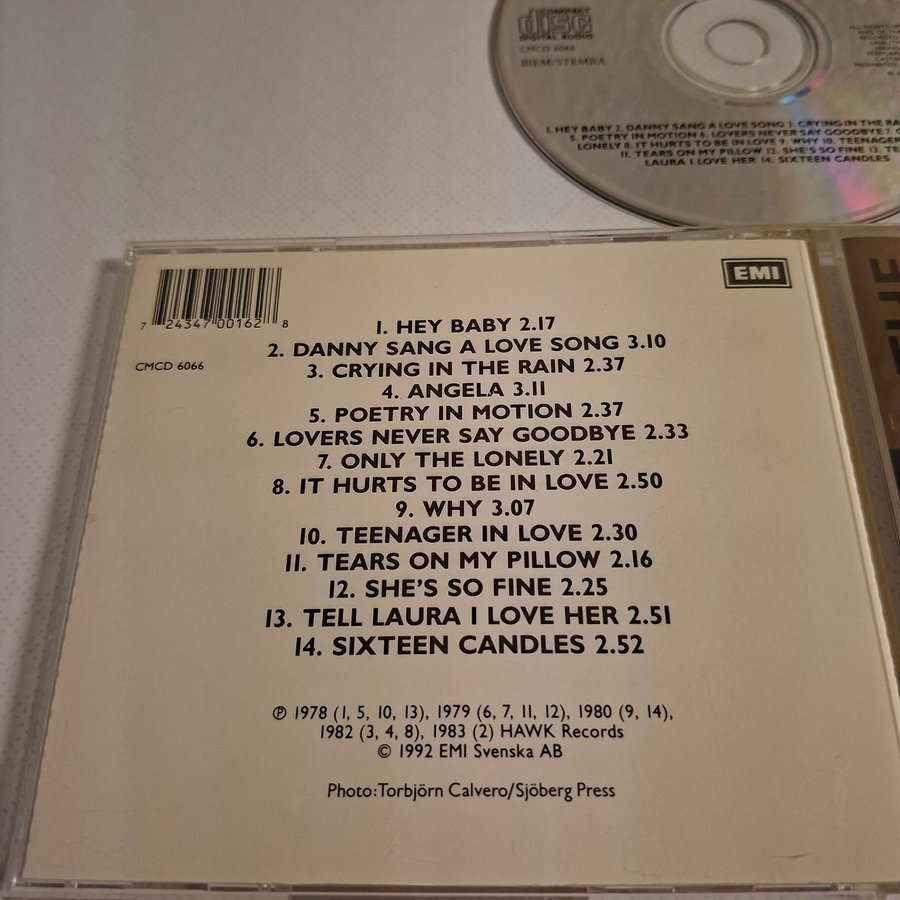 COMPACT
disc
DIGITAL AUDIO
CMCD 6066
BIEM/STEMRA
1. HEY BABY 2. DANNY SANG A LOVE SONG 3. CRYING IN THE
5. POETRY IN MOTION 6. LOVERS NEVER SAY GOODBYE 7.
LONELY 8. IT HURTS TO BE IN LOVE 9. WHY 10. TEENAGER
11. TEARS ON MY PILLOW 12. SHE'S SO FINE 13.
LAURA I LOVE HER 14. SIXTEEN CANDLES
EMI
7 24347 00162 8
CMCD 6066
1. HEY BABY 2.17
2. DANNY SANG A LOVE SONG 3.10
3. CRYING IN THE RAIN 2.37
4. ANGELA 3.11
5. POETRY IN MOTION 2.37
6. LOVERS NEVER SAY GOODBYE 2.33
7. ONLY THE LONELY 2.21
8. IT HURTS TO BE IN LOVE 2.50
9. WHY 3.07
10. TEENAGER IN LOVE 2.30
11. TEARS ON MY PILLOW 2.16
12. SHE'S SO FINE 2.25
13. TELL LAURA I LOVE HER 2.51
14. SIXTEEN CANDLES 2.52
℗ 1978 (1, 5, 10, 13), 1979 (6, 7, 11, 12), 1980 (9, 14),
1982 (3, 4, 8), 1983 (2) HAWK Records
© 1992 EMI Svenska AB
Photo:Torbjörn Calvero/Sjöberg Press